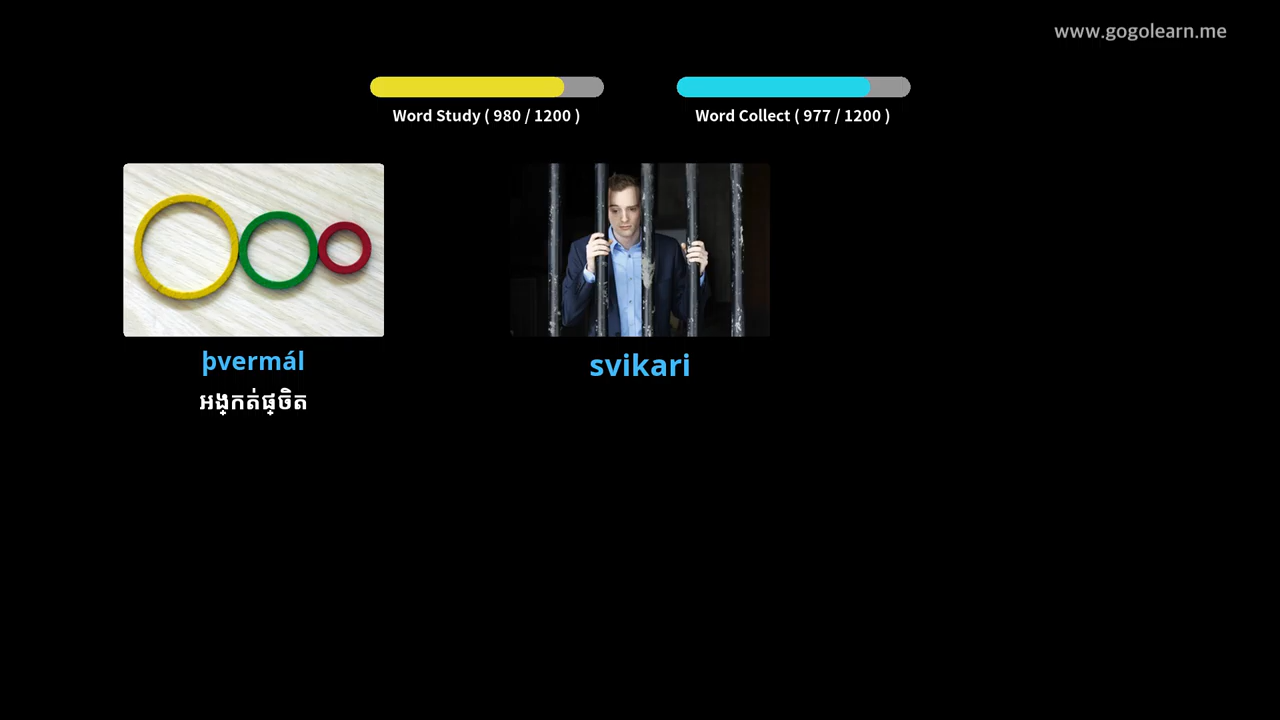 www.gogolearn.me
Word Study ( 980 / 1200 )
Word Collect ( 977 / 1200 )
þvermál
អង្កត់ផ្ចិត
svikari